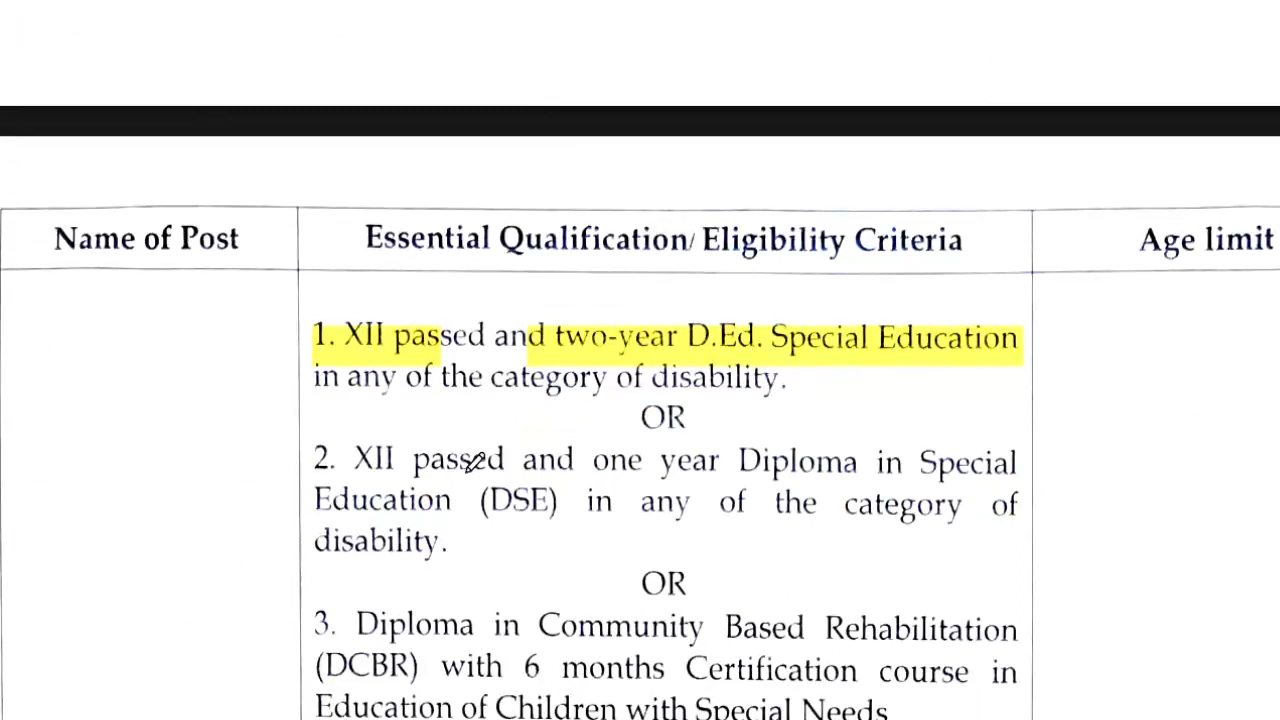 Name of Post
Essential Qualification/ Eligibility Criteria
Age limit
1. XII passed and two-year D.Ed. Special Education
in any of the category of disability.
OR
2. XII passed and one year Diploma in Special
Education (DSE) in any of the category of
disability.
OR
3. Diploma in Community Based Rehabilitation
(DCBR) with 6 months Certification course in
Education of Children with Special Needs